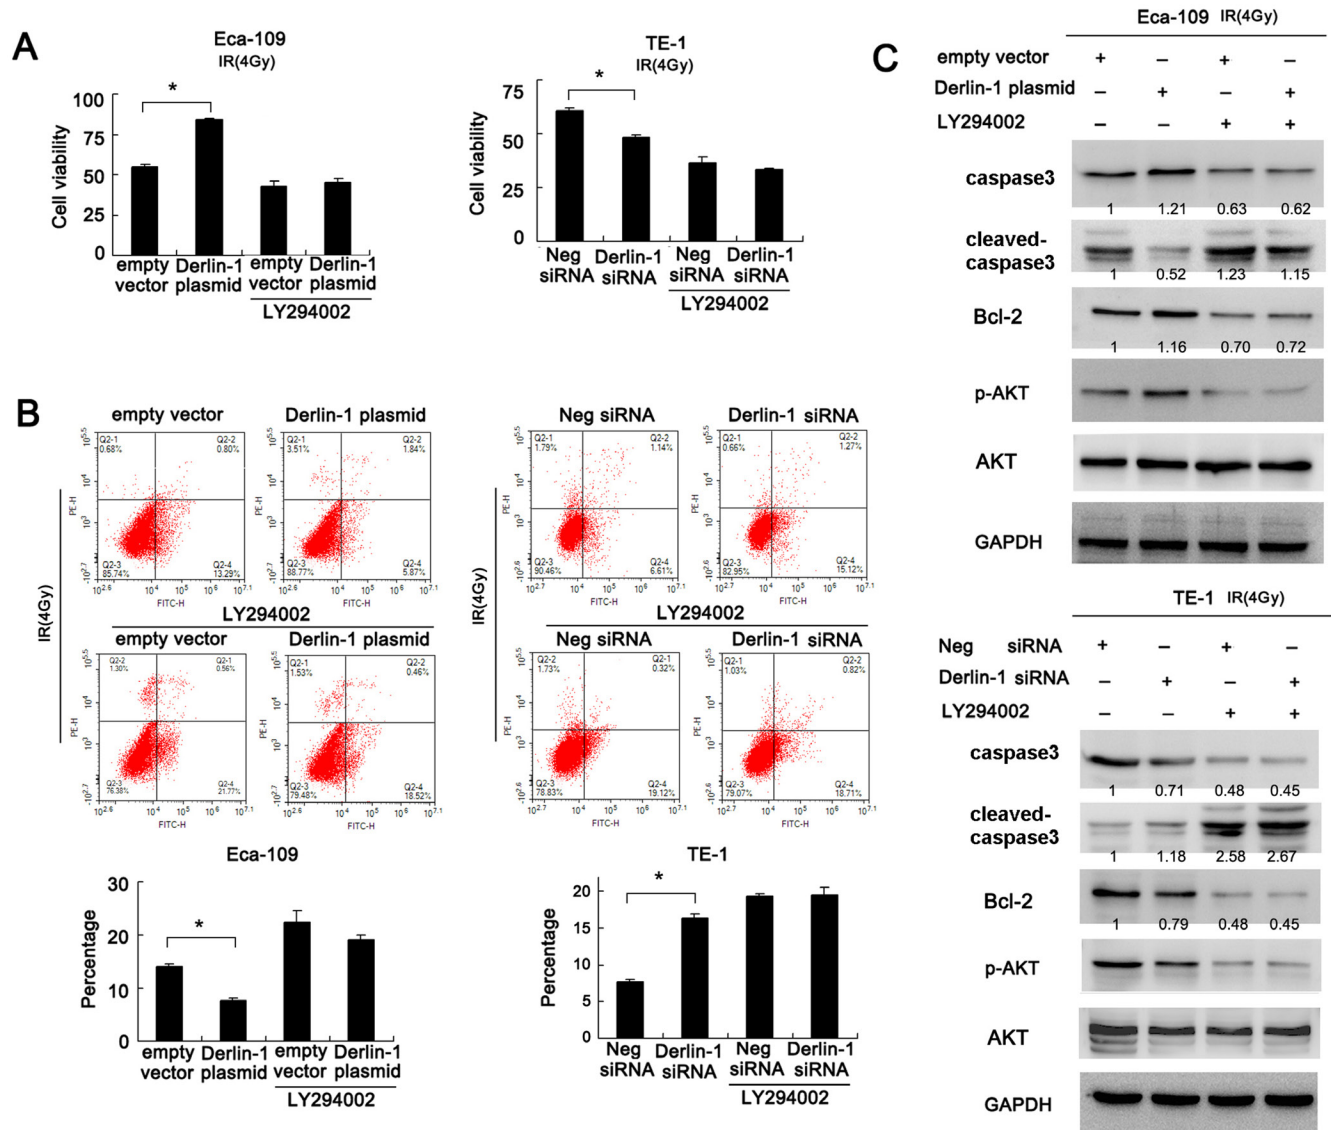 A
Eca-109
IR(4Gy)
Cell viability
100
75
50
25
0
*
empty vector
Derlin-1 plasmid
empty vector
Derlin-1 plasmid
LY294002
TE-1
IR(4Gy)
Cell viability
75
50
25
0
*
Neg siRNA
Derlin-1 siRNA
Neg siRNA
Derlin-1 siRNA
LY294002
B
IR(4Gy)
empty vector
Q2-1 0.68%
Q2-2 0.80%
Q2-3 85.74%
Q2-4 13.29%
PE-H
FITC-H
Derlin-1 plasmid
Q2-1 3.51%
Q2-2 1.84%
Q2-3 88.77%
Q2-4 5.87%
PE-H
FITC-H
LY294002
empty vector
Q2-2 1.30%
Q2-1 0.56%
Q2-3 76.38%
Q2-4 21.77%
PE-H
FITC-H
Derlin-1 plasmid
Q2-1 1.53%
Q2-2 0.46%
Q2-3 79.48%
Q2-4 18.52%
PE-H
FITC-H
IR(4Gy)
Neg siRNA
Q2-1 1.79%
Q2-2 1.14%
Q2-3 90.46%
Q2-4 6.61%
PE-H
FITC-H
Derlin-1 siRNA
Q2-1 0.66%
Q2-2 1.27%
Q2-3 82.95%
Q2-4 15.12%
PE-H
FITC-H
LY294002
Neg siRNA
Q2-2 1.73%
Q2-1 0.32%
Q2-3 78.83%
Q2-4 19.12%
PE-H
FITC-H
Derlin-1 siRNA
Q2-1 1.03%
Q2-2 0.82%
Q2-3 79.07%
Q2-4 18.71%
PE-H
FITC-H
Eca-109
Percentage
30
20
10
0
*
empty vector
Derlin-1 plasmid
empty vector
Derlin-1 plasmid
LY294002
TE-1
Percentage
20
15
10
5
0
*
Neg siRNA
Derlin-1 siRNA
Neg siRNA
Derlin-1 siRNA
LY294002
C
Eca-109 IR(4Gy)
empty vector + – + –
Derlin-1 plasmid – + – +
LY294002 – – + +
caspase3
1 1.21 0.63 0.62
cleaved-
caspase3
1 0.52 1.23 1.15
Bcl-2
1 1.16 0.70 0.72
p-AKT
AKT
GAPDH
TE-1 IR(4Gy)
Neg siRNA + – + –
Derlin-1 siRNA – + – +
LY294002 – – + +
caspase3
1 0.71 0.48 0.45
cleaved-
caspase3
1 1.18 2.58 2.67
Bcl-2
1 0.79 0.48 0.45
p-AKT
AKT
GAPDH